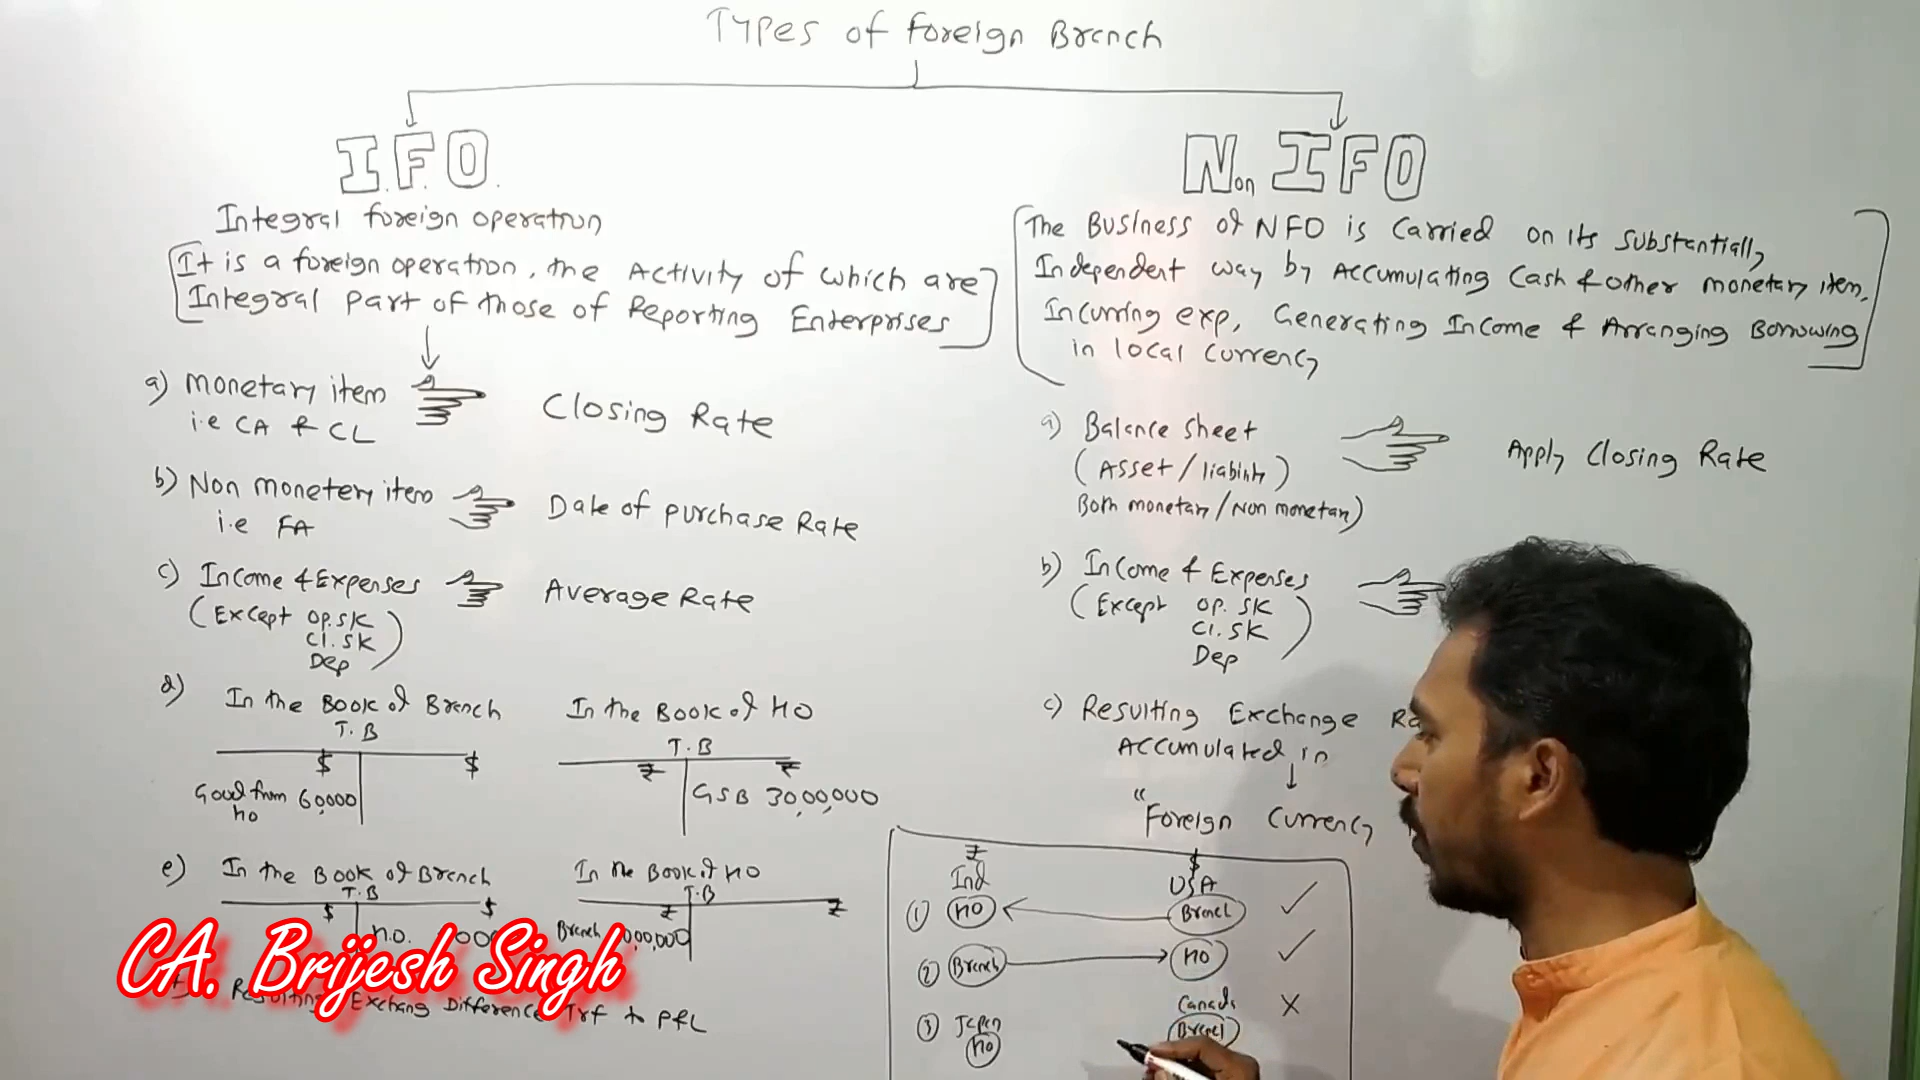 Types of Foreign Branch
I.F.O.
Integral foreign operation
It is a foreign operation, the Activity of which are
Integral part of those of Reporting Enterprises
a) Monetary item
i.e CA & CL
Closing Rate
b) Non monetary item
i.e FA
Date of purchase Rate
c) Income & Expenses
(Except Op. SK
Cl. SK
Dep)
Average Rate
d) In the Book of Branch
T.B
$ $
Good from HO 60,000
In the Book of HO
T.B
₹ ₹
GSB 30,00,000
e) In the Book of Branch
T.B
$ $
H.O.
In the Book of HO
T.B
₹ ₹
Branch
Resulting Exchang Difference Trf to P&L
CA. Brijesh Singh
Non IFO
The Business of NFO is Carried on its substantially
Independent way by Accumulating Cash & other monetary item,
Incurring exp, Generating Income & Arranging Borrowing
in local currency
a) Balance sheet
(Asset / liability)
Both monetary / Non monetary)
Apply Closing Rate
b) Income & Expenses
(Except Op. SK
Cl. SK
Dep)
c) Resulting Exchange
Accumulated in
"Foreign Currency
₹ $
Ind USA
1) HO Branch ✓
2) Branch HO ✓
Canada X
3) Japan
HO Branch